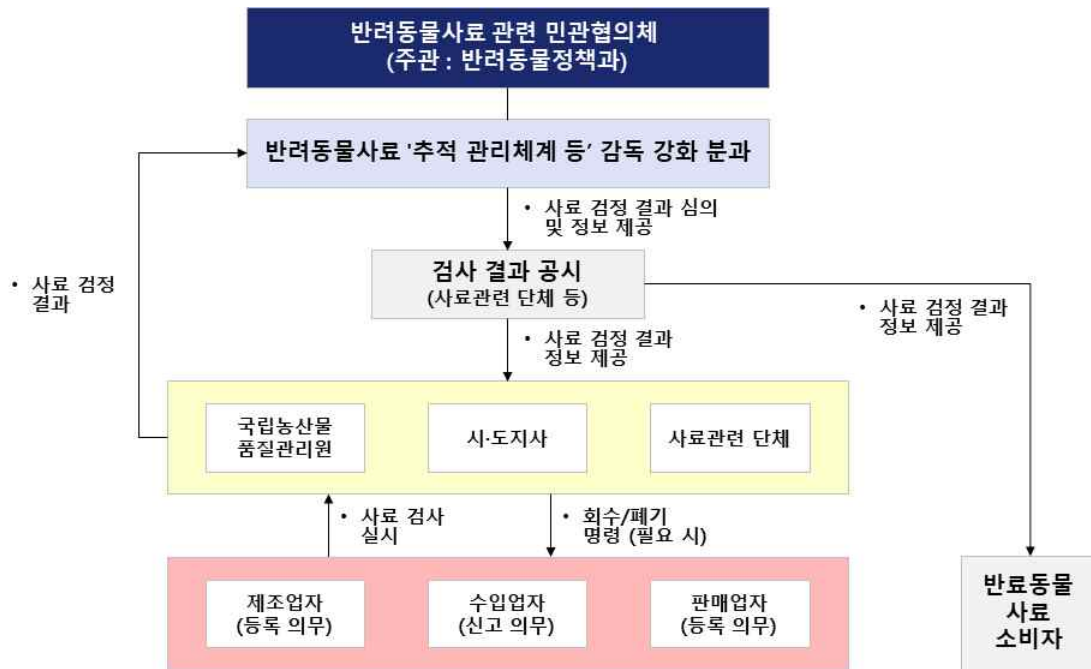 반려동물사료 관련 민관협의체
(주관 : 반려동물정책과)
반려동물사료 '추적 관리체계 등’ 감독 강화 분과
• 사료 검정 결과 심의
및 정보 제공
• 사료 검정
결과
검사 결과 공시
(사료관련 단체 등)
• 사료 검정 결과
정보 제공
• 사료 검정 결과
정보 제공
국립농산물
품질관리원
시·도지사
사료관련 단체
• 사료 검사
실시
• 회수/폐기
명령 (필요 시)
제조업자
(등록 의무)
수입업자
(신고 의무)
판매업자
(등록 의무)
반료동물
사료
소비자